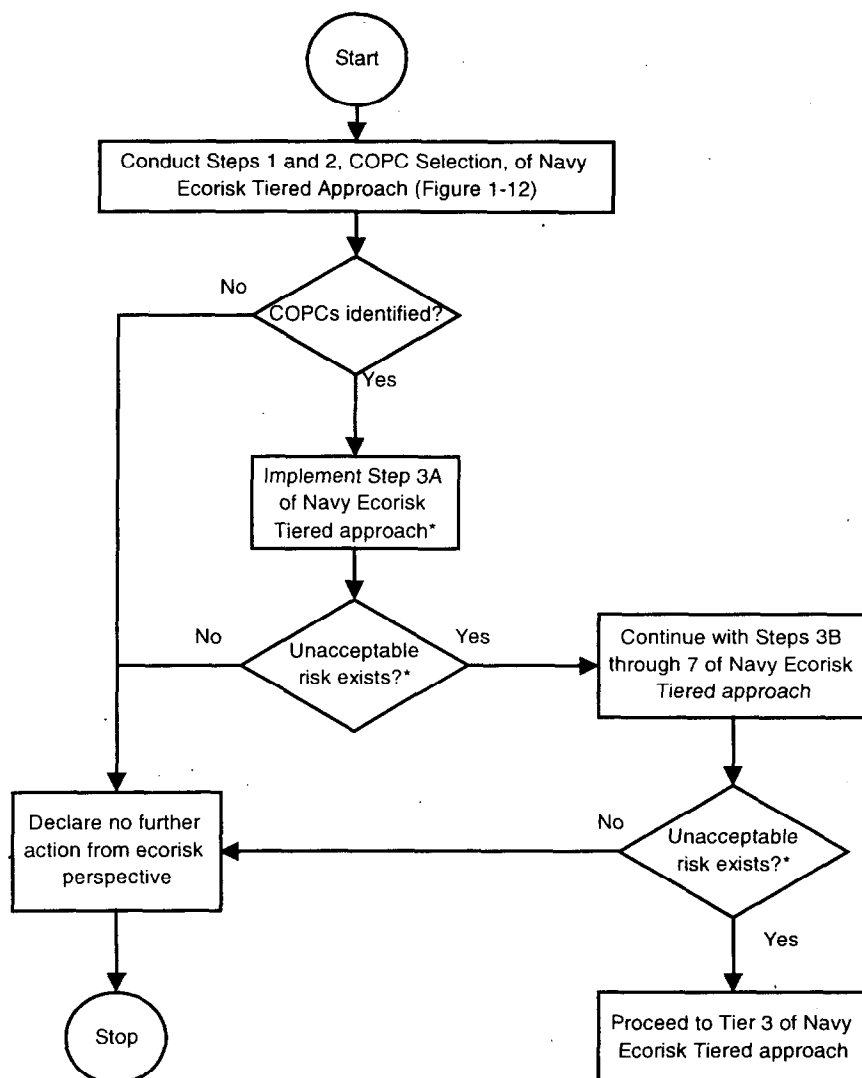 Start
Conduct Steps 1 and 2, COPC Selection, of Navy
Ecorisk Tiered Approach (Figure 1-12)
No
COPCs identified?
Yes
Implement Step 3A
of Navy Ecorisk
Tiered approach*
No
Unacceptable
risk exists?*
Yes
Continue with Steps 3B
through 7 of Navy Ecorisk
Tiered approach
Declare no further
action from ecorisk
perspective
No
Unacceptable
risk exists?*
Yes
Stop
Proceed to Tier 3 of Navy
Ecorisk Tiered approach